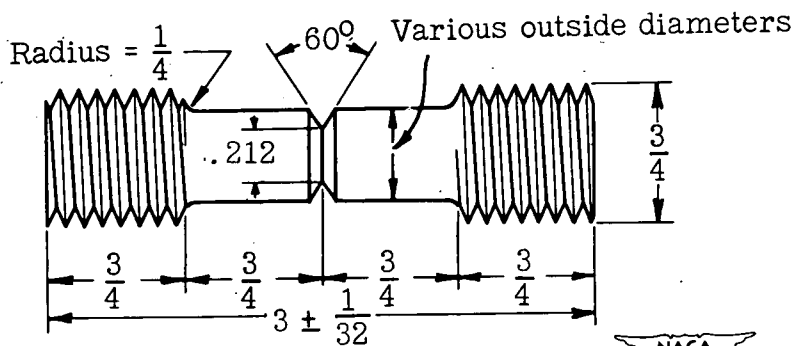 Radius = 1/4
60°
Various outside diameters
.212
3/4
3/4
3/4
3/4
3/4
3 ± 1/32
NACA